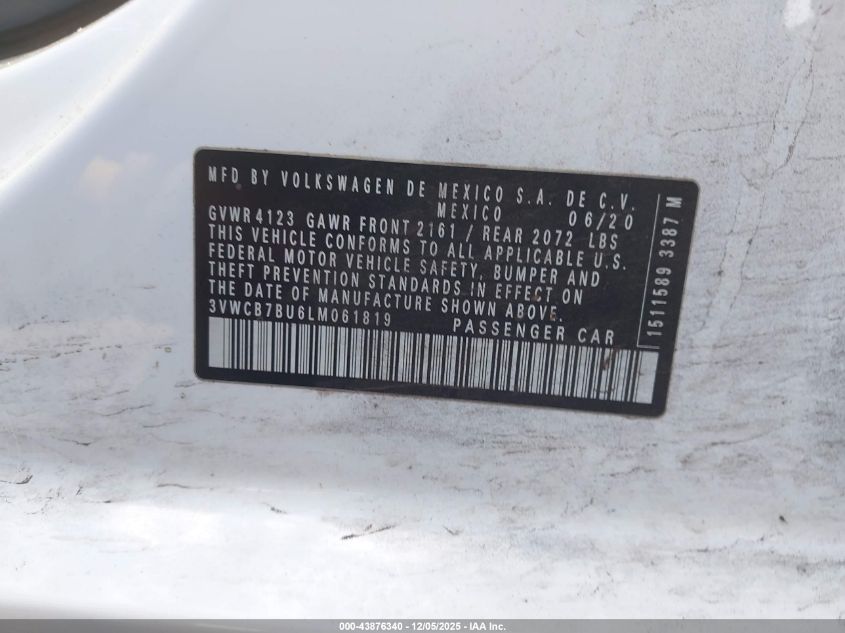 MFD BY VOLKSWAGEN DE MEXICO S.A. DE C.V.
MEXICO 06/20
GVWR 4123 GAWR FRONT 2161 / REAR 2072 LBS
THIS VEHICLE CONFORMS TO ALL APPLICABLE U.S.
FEDERAL MOTOR VEHICLE SAFETY, BUMPER AND
THEFT PREVENTION STANDARDS IN EFFECT ON
THE DATE OF MANUFACTURE SHOWN ABOVE.
3VWCB7BU6LM061819 PASSENGER CAR
1511589 3387 M
000-43876340 - 12/05/2025 - IAA Inc.